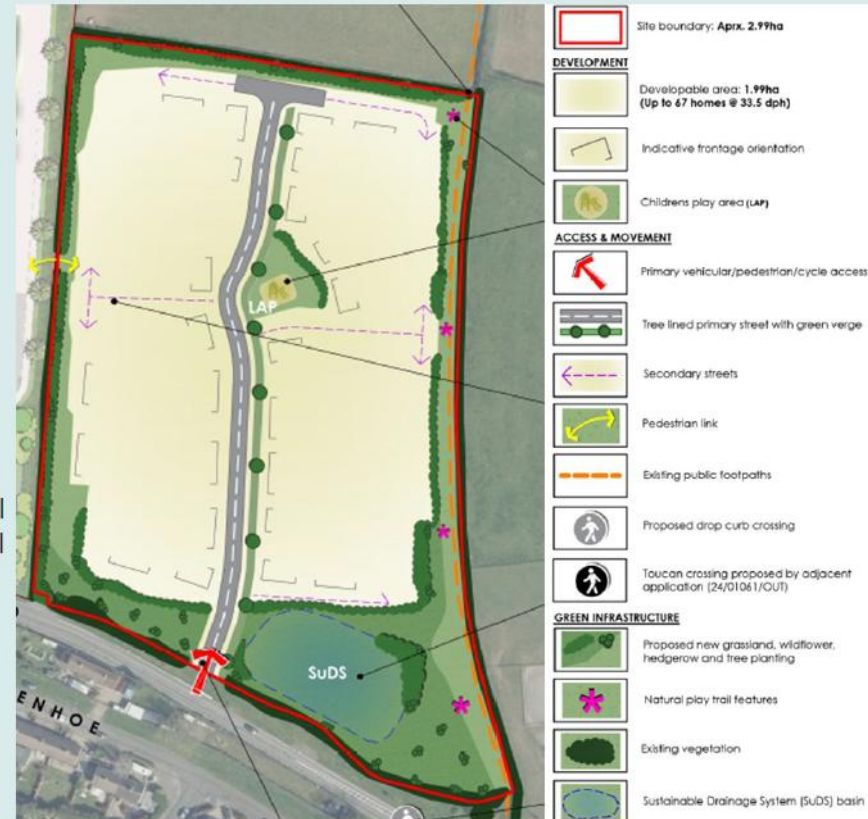 LAP
SuDS
ENHOE
Site boundary: Aprx. 2.99ha
DEVELOPMENT
Developable area: 1.99ha
(Up to 67 homes @ 33.5 dph)
Indicative frontage orientation
Childrens play area (LAP)
ACCESS & MOVEMENT
Primary vehicular/pedestrian/cycle access
Tree lined primary street with green verge
Secondary streets
Pedestrian link
Existing public footpaths
Proposed drop curb crossing
Toucan crossing proposed by adjacent
application (24/01061/OUT)
GREEN INFRASTRUCTURE
Proposed new grassland, wildflower,
hedgerow and tree planting
Natural play trail features
Existing vegetation
Sustainable Drainage System (SuDS) basin